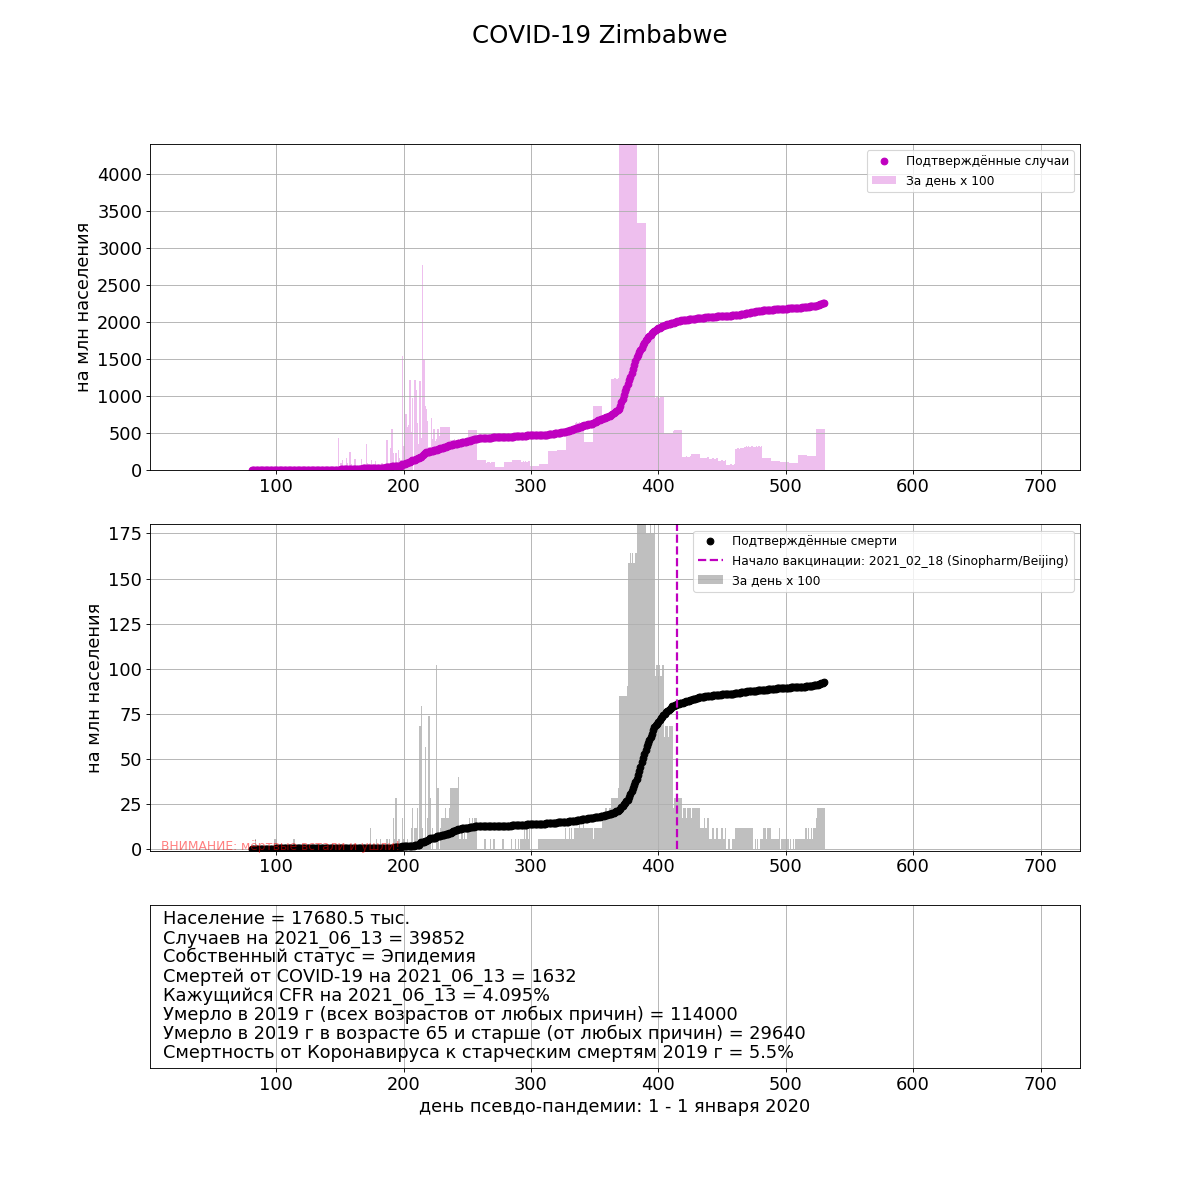 COVID-19 Zimbabwe
4000
3500
3000
2500
2000
1500
1000
500
0
на млн населения
Подтверждённые случаи
За день x 100
100 200 300 400 500 600 700
175
150
125
100
75
50
25
0
на млн населения
Подтверждённые смерти
Начало вакцинации: 2021_02_18 (Sinopharm/Beijing)
За день x 100
ВНИМАНИЕ:
100 200 300 400 500 600 700
Население = 17680.5 тыс.
Случаев на 2021_06_13 = 39852
Собственный статус = Эпидемия
Смертей от COVID-19 на 2021_06_13 = 1632
Кажущийся CFR на 2021_06_13 = 4.095%
Умерло в 2019 г (всех возрастов от любых причин) = 114000
Умерло в 2019 г в возрасте 65 и старше (от любых причин) = 29640
Смертность от Коронавируса к старческим смертям 2019 г = 5.5%
100 200 300 400 500 600 700
день псевдо-пандемии: 1 - 1 января 2020